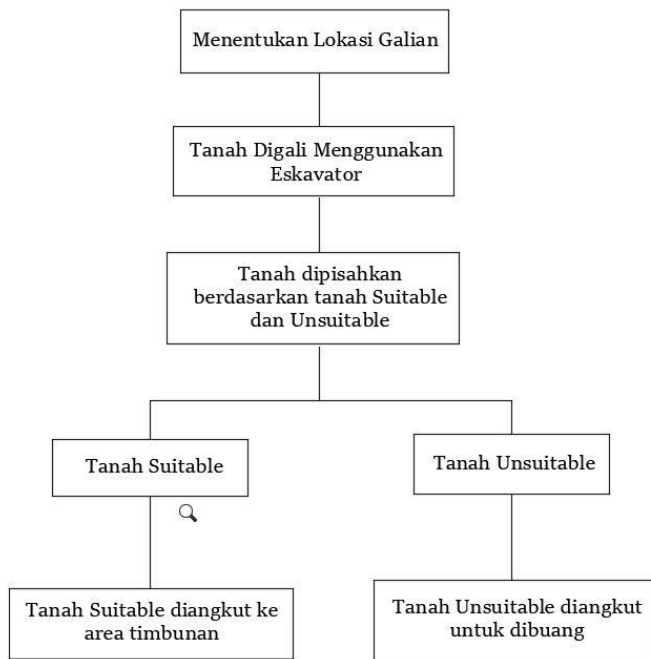 Menentukan Lokasi Galian
Tanah Digali Menggunakan
Eskavator
Tanah dipisahkan
berdasarkan tanah Suitable
dan Unsuitable
Tanah Suitable
Tanah Unsuitable
Tanah Suitable diangkut ke
area timbunan
Tanah Unsuitable diangkut
untuk dibuang